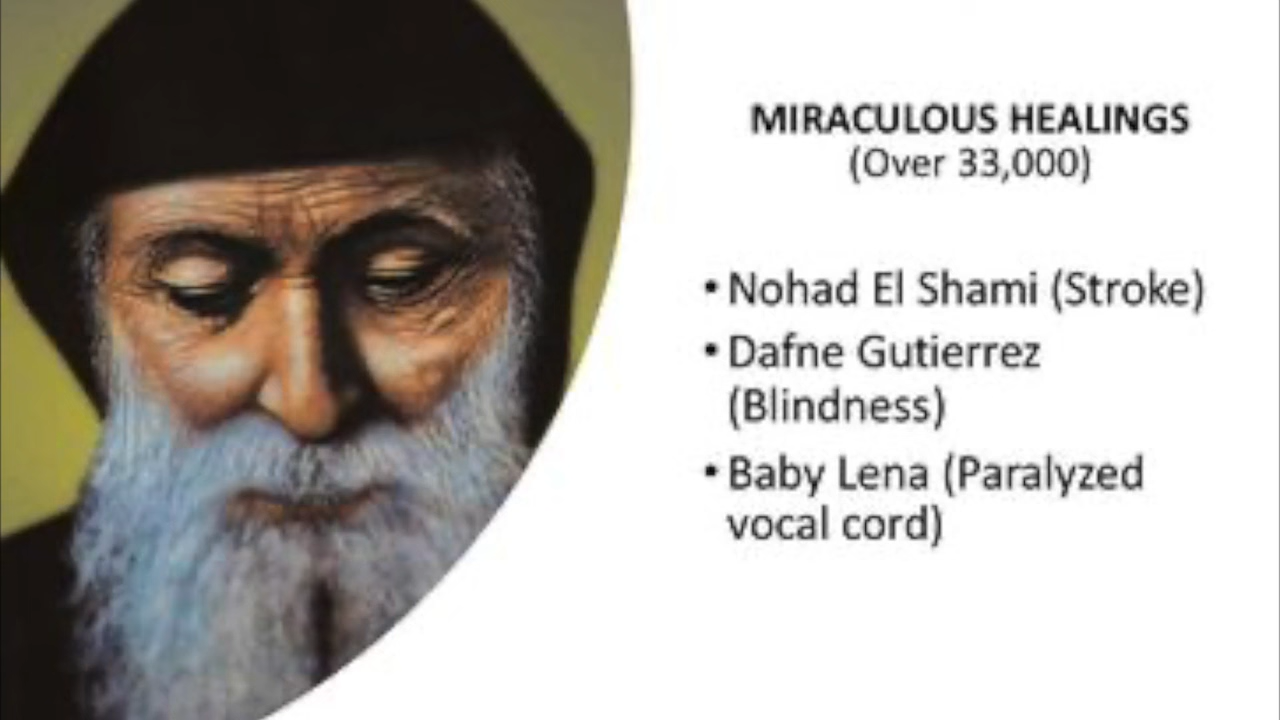 MIRACULOUS HEALINGS
(Over 33,000)
• Nohad El Shami (Stroke)
• Dafne Gutierrez
(Blindness)
• Baby Lena (Paralyzed
vocal cord)